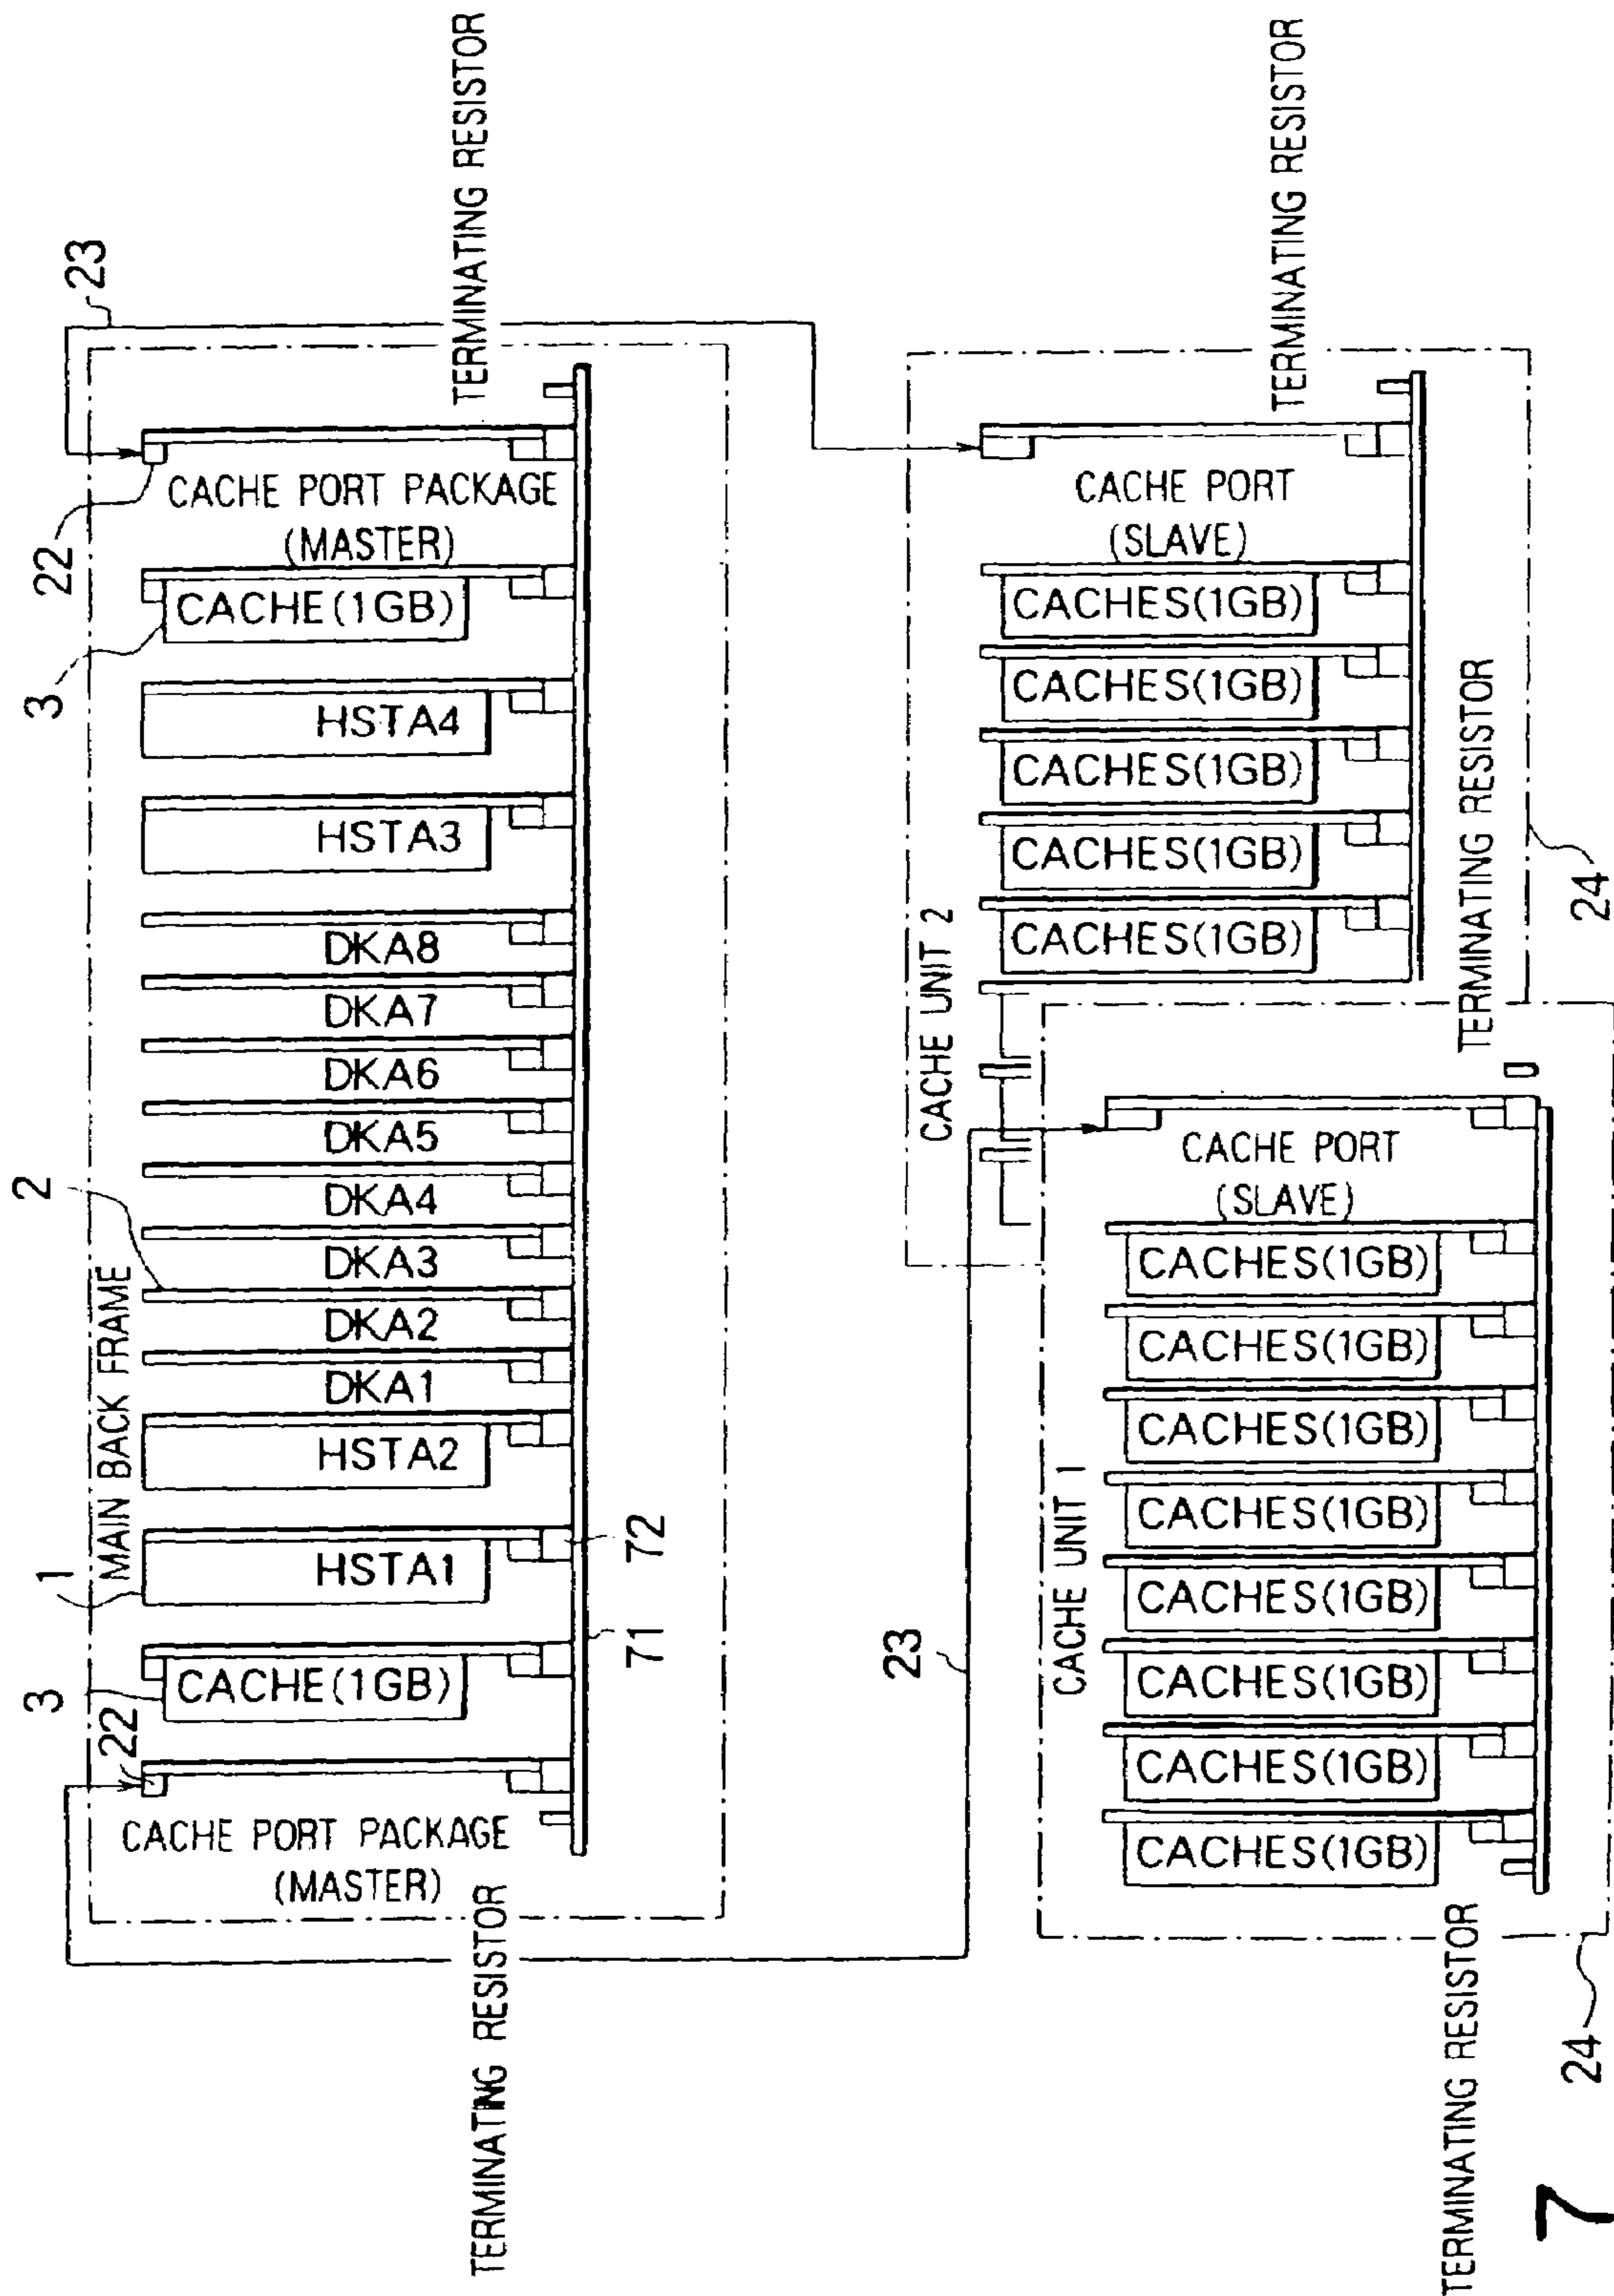 23
22
3
2
1
3
22
MAIN BACK FRAME
CACHE PORT PACKAGE
(MASTER)
CACHE(1GB)
HSTA1
HSTA2
DKA1
DKA2
DKA3
DKA4
DKA5
DKA6
DKA7
DKA8
HSTA3
HSTA4
CACHE(1GB)
CACHE PORT PACKAGE
(MASTER)
71
72
TERMINATING RESISTOR
TERMINATING RESISTOR
23
CACHE UNIT 2
CACHES(1GB)
CACHES(1GB)
CACHES(1GB)
CACHES(1GB)
CACHES(1GB)
CACHE PORT
(SLAVE)
TERMINATING RESISTOR
24
CACHE UNIT 1
CACHES(1GB)
CACHES(1GB)
CACHES(1GB)
CACHES(1GB)
CACHES(1GB)
CACHES(1GB)
CACHES(1GB)
CACHES(1GB)
CACHE PORT
(SLAVE)
TERMINATING RESISTOR
TERMINATING RESISTOR
24
7